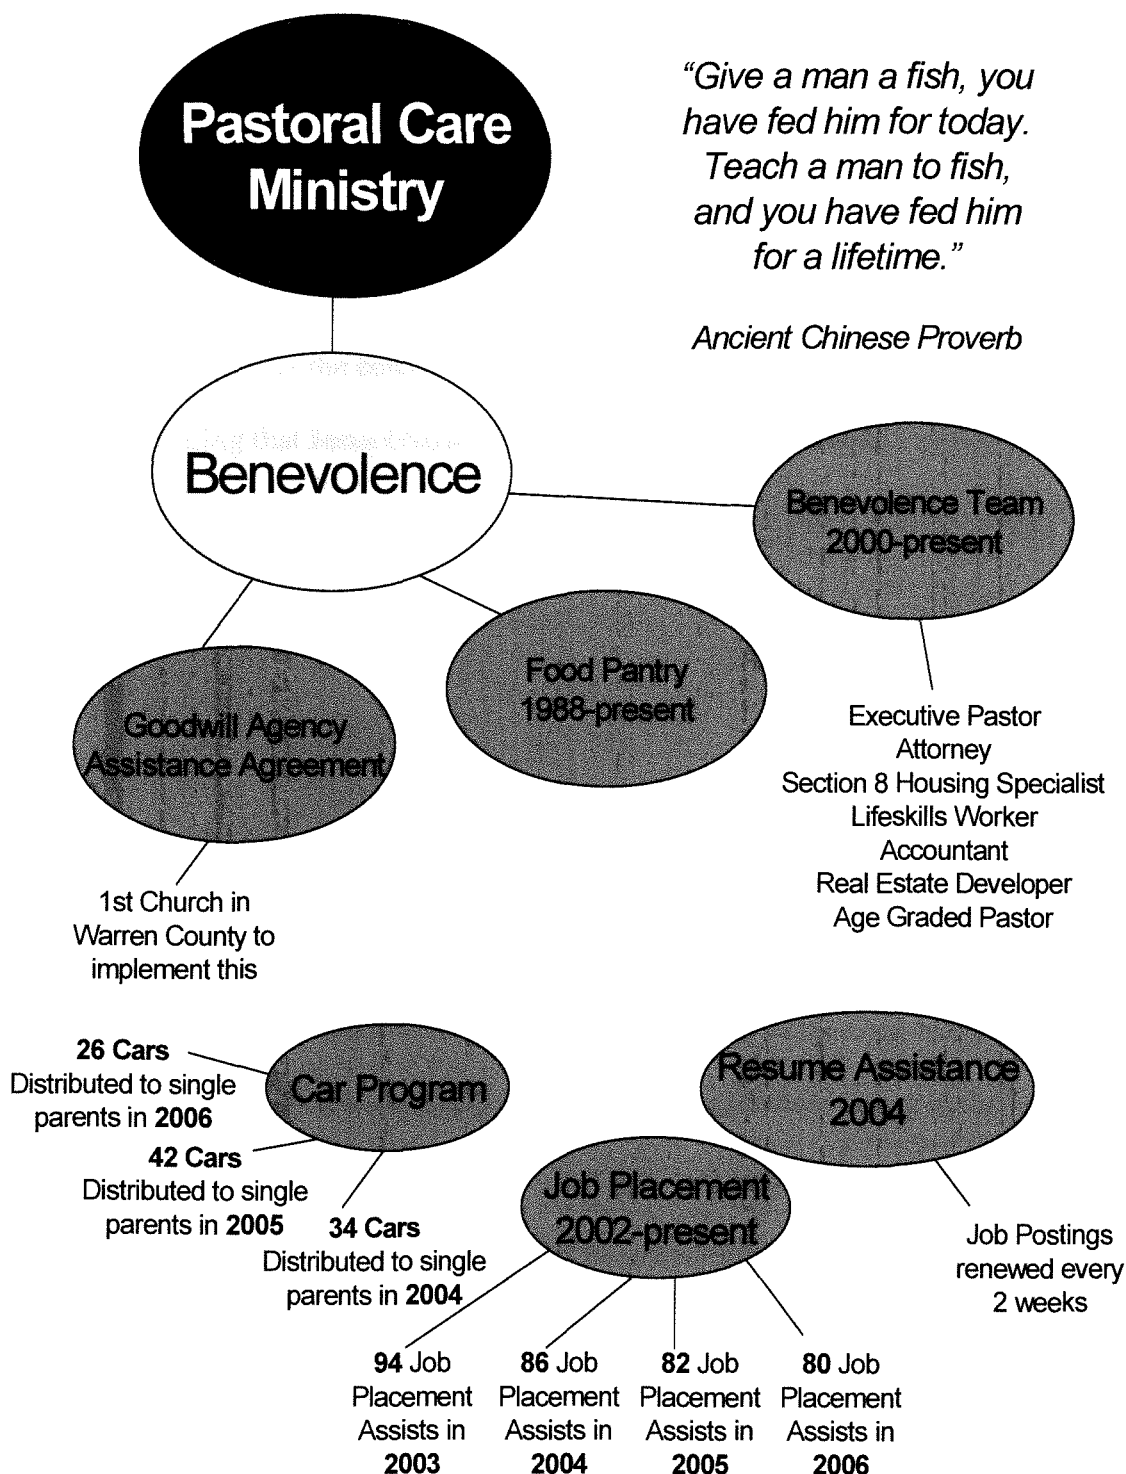 Pastoral Care
Ministry
“Give a man a fish, you
have fed him for today.
Teach a man to fish,
and you have fed him
for a lifetime.”
Ancient Chinese Proverb
Benevolence
Benevolence Team
2000-present
Food Pantry
1988-present
Goodwill Agency
Assistance Agreement
Executive Pastor
Attorney
Section 8 Housing Specialist
Lifeskills Worker
Accountant
Real Estate Developer
Age Graded Pastor
1st Church in
Warren County to
implement this
Car Program
26 Cars
Distributed to single
parents in 2006
42 Cars
Distributed to single
parents in 2005
34 Cars
Distributed to single
parents in 2004
Resume Assistance
2004
Job Postings
renewed every
2 weeks
Job Placement
2002-present
94 Job
Placement
Assists in
2003
86 Job
Placement
Assists in
2004
82 Job
Placement
Assists in
2005
80 Job
Placement
Assists in
2006